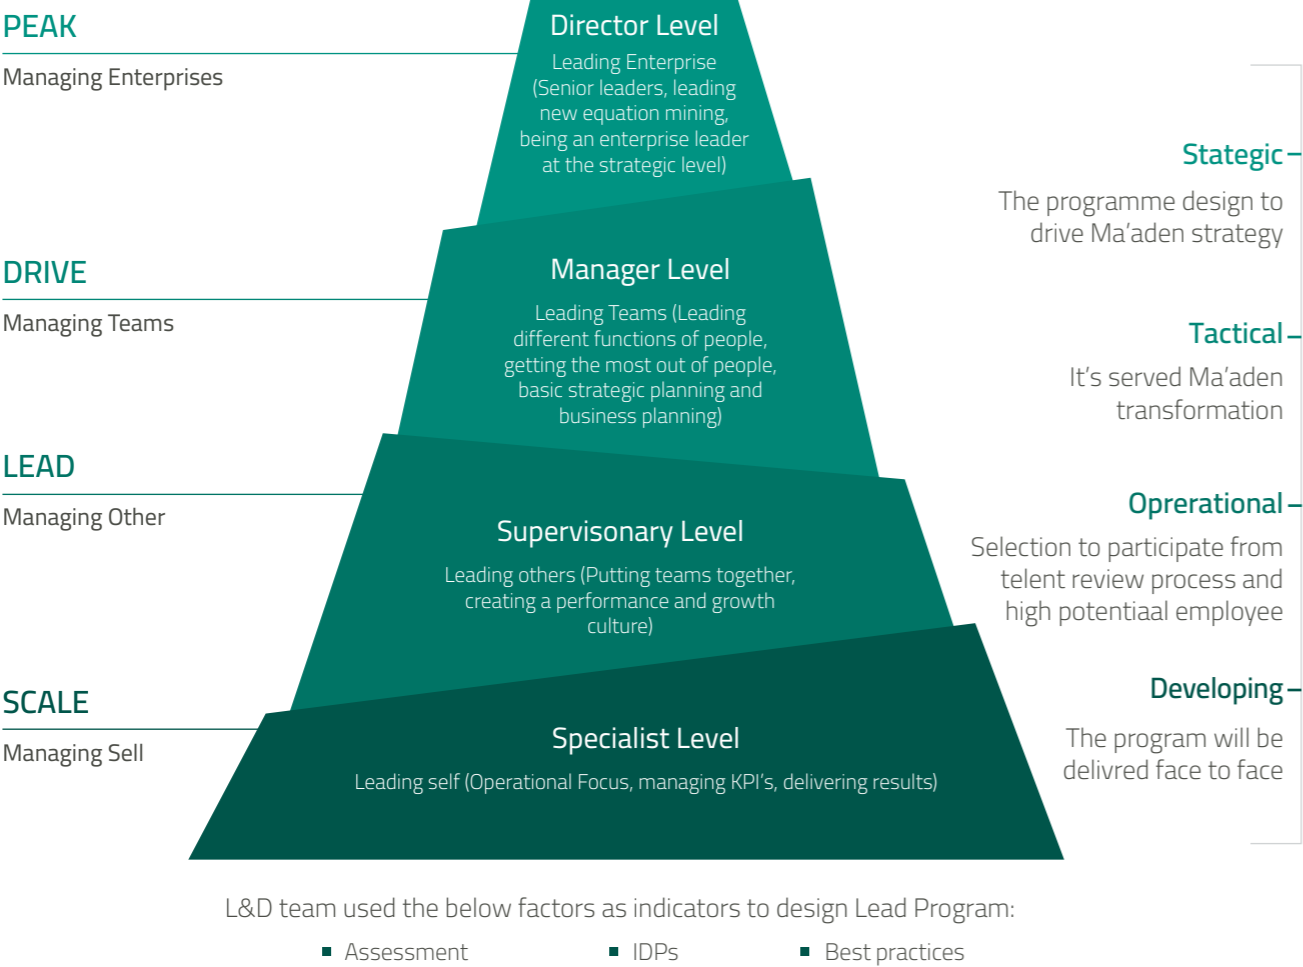 PEAK
Managing Enterprises
DRIVE
Managing Teams
LEAD
Managing Other
SCALE
Managing Sell
Director Level
Leading Enterprise
(Senior leaders, leading
new equation mining,
being an enterprise leader
at the strategic level)
Manager Level
Leading Teams (Leading
different functions of people,
getting the most out of people,
basic strategic planning and
business planning)
Supervisonary Level
Leading others (Putting teams together,
creating a performance and growth
culture)
Specialist Level
Leading self (Operational Focus, managing KPI's, delivering results)
Stategic
The programme design to
drive Ma'aden strategy
Tactical
It's served Ma'aden
transformation
Oprerational
Selection to participate from
telent review process and
high potentiaal employee
Developing
The program will be
delivred face to face
L&D team used the below factors as indicators to design Lead Program:
▪ Assessment ▪ IDPs ▪ Best practices